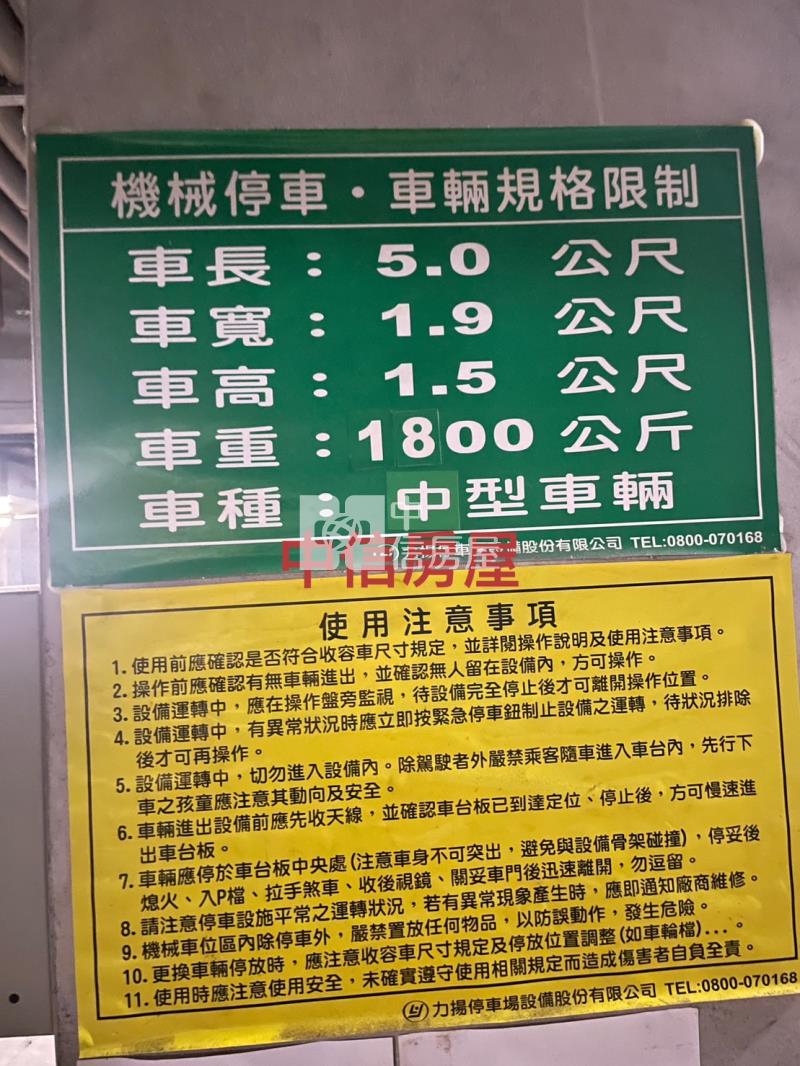 機械停車・車輛規格限制
車長：5.0 公尺
車寬：1.9 公尺
車高：1.5 公尺
車重：1800 公斤
車種：中型車輛
力揚停車場設備股份有限公司 TEL:0800-070168
中信房屋
中信房屋
使用注意事項
1. 使用前應確認是否符合收容車尺寸規定，並詳閱操作說明及使用注意事項。
2. 操作前應確認有無車輛進出，並確認無人留在設備內，方可操作。
3. 設備運轉中，應在操作盤旁監視，待設備完全停止後才可離開操作位置。
4. 設備運轉中，有異常狀況時應立即按緊急停車鈕制止設備之運轉，待狀況排除
後才可再操作。
5. 設備運轉中，切勿進入設備內。除駕駛者外嚴禁乘客隨車進入車台內，先行下
車之孩童應注意其動向及安全。
6. 車輛進出設備前應先收天線，並確認車台板已到達定位、停止後，方可慢速進
出車台板。
7. 車輛應停於車台板中央處(注意車身不可突出，避免與設備骨架碰撞)，停妥後
熄火、入P檔、拉手煞車、收後視鏡、關妥車門後迅速離開，勿逗留。
8. 請注意停車設施平常之運轉狀況，若有異常現象產生時，應即通知廠商維修。
9. 機械車位區內除停車外，嚴禁置放任何物品，以防誤動作，發生危險。
10. 更換車輛停放時，應注意收容車尺寸規定及停放位置調整(如車輪檔)...。
11. 使用時應注意使用安全，未確實遵守使用相關規定而造成傷害者自負全責。
力揚停車場設備股份有限公司 TEL:0800-070168